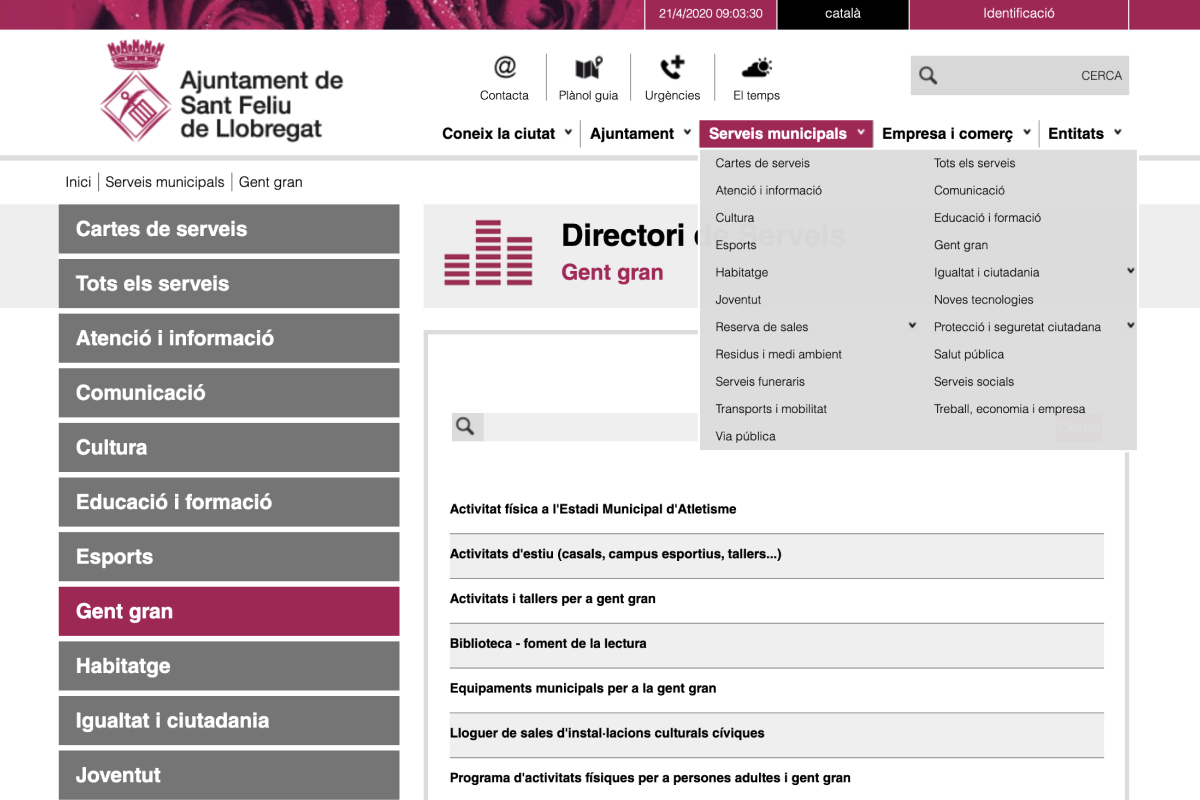 21/4/2020 09:03:30
català
Identificació
Ajuntament de
Sant Feliu
de Llobregat
Contacta
Plànol guia
Urgències
El temps
CERCA
Coneix la ciutat
Ajuntament
Serveis municipals
Empresa i comerç
Entitats
Cartes de serveis
Atenció i informació
Cultura
Esports
Habitatge
Joventut
Reserva de sales
Residus i medi ambient
Serveis funeraris
Transports i mobilitat
Via pública
Tots els serveis
Comunicació
Educació i formació
Gent gran
Igualtat i ciutadania
Noves tecnologies
Protecció i seguretat ciutadana
Salut pública
Serveis socials
Treball, economia i empresa
Inici
Serveis municipals
Gent gran
Cartes de serveis
Tots els serveis
Atenció i informació
Comunicació
Cultura
Educació i formació
Esports
Gent gran
Habitatge
Igualtat i ciutadania
Joventut
Directori de Serveis
Gent gran
Activitat física a l'Estadi Municipal d'Atletisme
Activitats d'estiu (casals, campus esportius, tallers...)
Activitats i tallers per a gent gran
Biblioteca - foment de la lectura
Equipaments municipals per a la gent gran
Lloguer de sales d'instal·lacions culturals cíviques
Programa d'activitats físiques per a persones adultes i gent gran